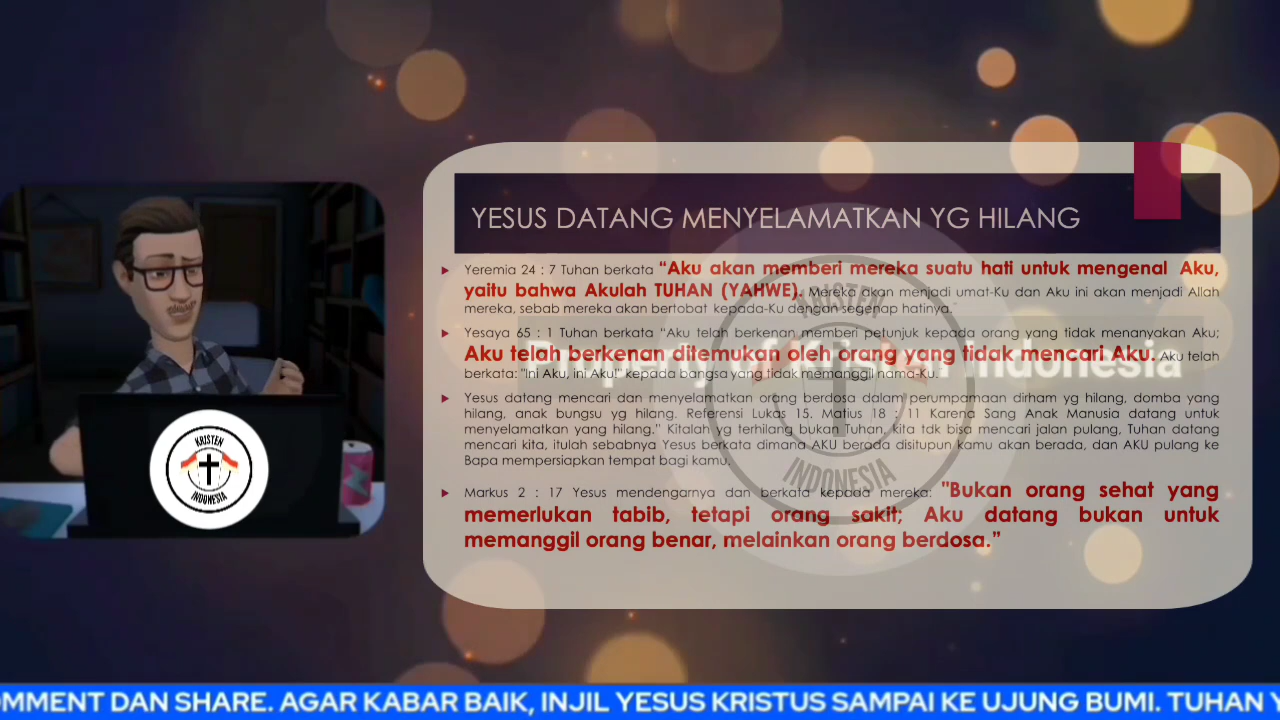 YESUS DATANG MENYELAMATKAN YG HILANG
Yeremia 24 : 7 Tuhan berkata “Aku akan memberi mereka suatu hati untuk mengenal Aku,
yaitu bahwa Akulah TUHAN (YAHWE). Mereka akan menjadi umat-Ku dan Aku ini akan menjadi Allah
mereka, sebab mereka akan bertobat kepada-Ku dengan segenap hatinya.
Yesaya 65 : 1 Tuhan berkata “Aku telah berkenan memberi petunjuk kepada orang yang tidak menanyakan Aku;
Aku telah berkenan ditemukan oleh orang yang tidak mencari Aku. Aku telah
berkata: "Ini Aku, ini Aku!" kepada bangsa yang tidak memanggil nama-Ku.
Yesus datang mencari dan menyelamatkan orang berdosa dalam perumpamaan dirham yg hilang, domba yang
hilang, anak bungsu yg hilang. Referensi Lukas 15. Matius 18 : 11 Karena Sang Anak Manusia datang untuk
menyelamatkan yang hilang.” Kitalah yg terhilang bukan Tuhan, kita tdk bisa mencari jalan pulang, Tuhan datang
mencari kita, itulah sebabnya Yesus berkata dimana AKU berada disitupun kamu akan berada, dan AKU pulang ke
Bapa mempersiapkan tempat bagi kamu.
Markus 2 : 17 Yesus mendengarnya dan berkata kepada mereka: "Bukan orang sehat yang
memerlukan tabib, tetapi orang sakit; Aku datang bukan untuk
memanggil orang benar, melainkan orang berdosa.”
KRISTEN
INDONESIA
KRISTEN
INDONESIA
Indonesia
OMMENT DAN SHARE. AGAR KABAR BAIK, INJIL YESUS KRISTUS SAMPAI KE UJUNG BUMI. TUHAN Y